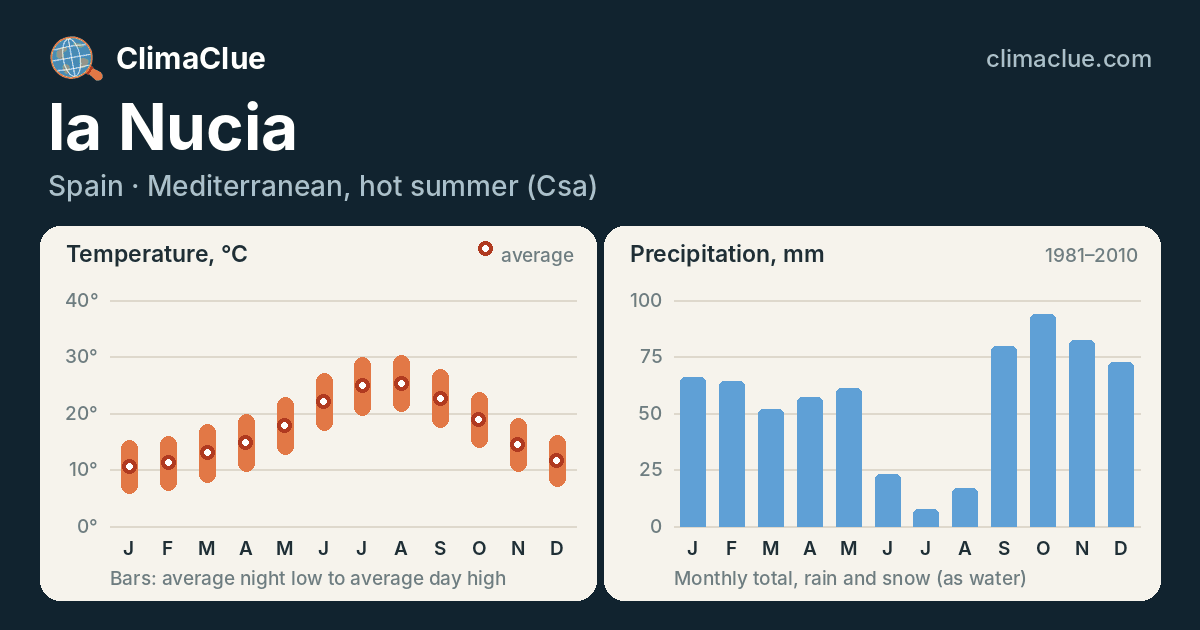 ClimaClue
climaclue.com
la Nucia
Spain · Mediterranean, hot summer (Csa)
Temperature, °C
average
40°
30°
20°
10°
0°
J F M A M J J A S O N D
Bars: average night low to average day high
Precipitation, mm
1981–2010
100
75
50
25
0
J F M A M J J A S O N D
Monthly total, rain and snow (as water)